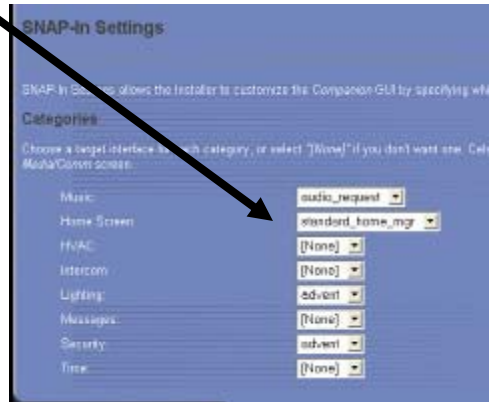 SNAP-In Settings
SNAP-In Settings allows the Installer to customize the Companion GUI by specifying
Categories
Choose a target interface for each category, or select "[None]" if you don't want one.
Media/Comm screen.
Music: audio_request
Home Screen: standard_home_mgr
HVAC: [None]
Intercom: [None]
Lighting: advent
Messages: [None]
Security: advent
Time: [None]